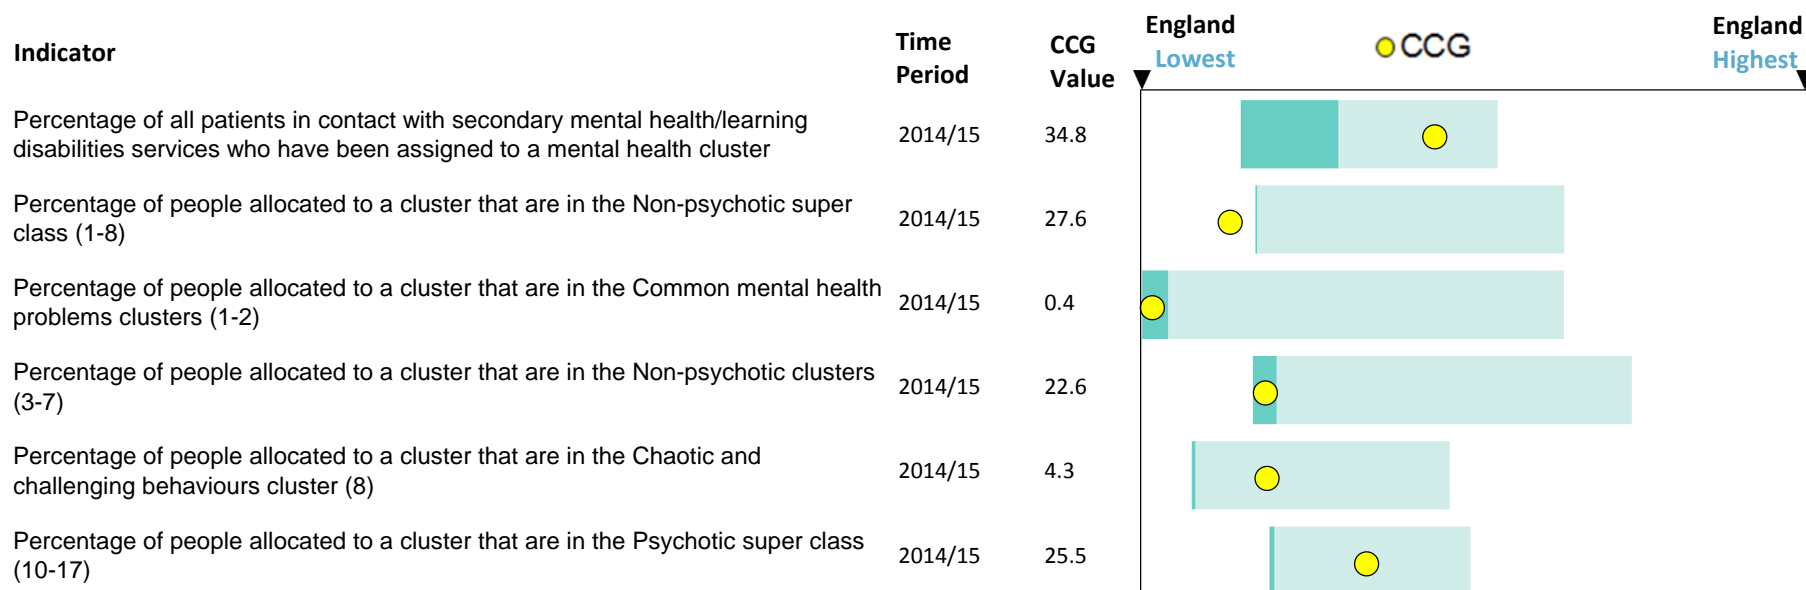 Indicator
Time Period
CCG Value
England Lowest
CCG
England Highest
Percentage of all patients in contact with secondary mental health/learning
disabilities services who have been assigned to a mental health cluster
2014/15
34.8
Percentage of people allocated to a cluster that are in the Non-psychotic super
class (1-8)
2014/15
27.6
Percentage of people allocated to a cluster that are in the Common mental health
problems clusters (1-2)
2014/15
0.4
Percentage of people allocated to a cluster that are in the Non-psychotic clusters
(3-7)
2014/15
22.6
Percentage of people allocated to a cluster that are in the Chaotic and
challenging behaviours cluster (8)
2014/15
4.3
Percentage of people allocated to a cluster that are in the Psychotic super class
(10-17)
2014/15
25.5